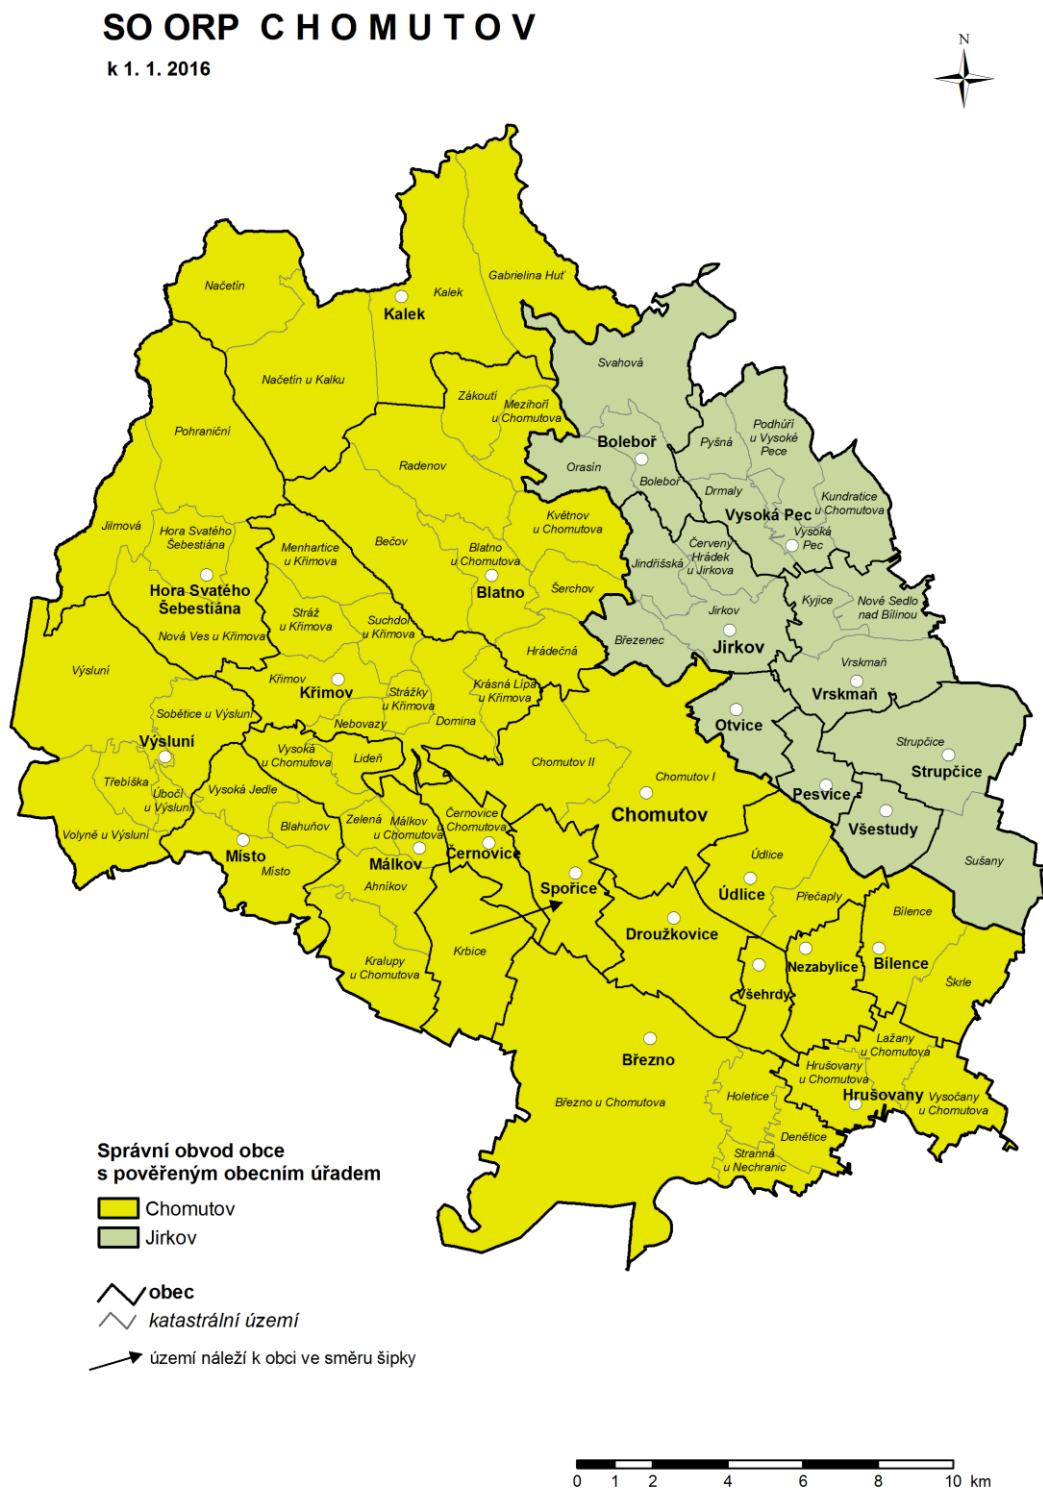 SO ORP C H O M U T O V
k 1. 1. 2016
N
Gabrielina Huť
Načetín
Kalek
Kalek
Svahová
Načetín u Kalku
Zákoutí
Mezihoří
u Chomutova
Podhůří
u Vysoké
Pece
Pohraniční
Boleboř
Pyšná
Radenov
Orasín
Boleboř
Drmaly
Kundratice
u Chomutova
Vysoká Pec
Květnov
u Chomutova
Vysoká
Pec
Jilmová
Hora Svatého
Šebestiána
Bečov
Menhartice
u Křimova
Blatno
u Chomutova
Červený
Hrádek
u Jirkova
Jindřišská
Hora Svatého
Šebestiána
Blatno
Šerchov
Kyjice
Nové Sedlo
nad Bílinou
Stráž
u Křimova
Suchdol
u Křimova
Jirkov
Nová Ves u Křimova
Březenec
Jirkov
Hrádečná
Výsluní
Vrskmaň
Křimov
Křimov
Strážky
u Křimova
Krásná Lípa
u Křimova
Vrskmaň
Sobětice u Výsluní
Nebovazy
Domina
Otvice
Výsluní
Strupčice
Strupčice
Vysoká
u Chomutova
Lideň
Chomutov II
Chomutov I
Třebíška
Úbočí
u Výsluní
Vysoká Jedle
Pesvice
Chomutov
Všestudy
Volyně u Výsluní
Blahuňov
Zelená
Málkov
u Chomutova
Černovice
u Chomutova
Místo
Místo
Málkov
Černovice
Údlice
Sušany
Ahníkov
Spořice
Údlice
Přečaply
Bílence
Droužkovice
Krbice
Kralupy
u Chomutova
Nezabylice
Bílence
Škrle
Všehrdy
Březno
Lažany
u Chomutova
Hrušovany
u Chomutova
Hrušovany
Vysočany
u Chomutova
Březno u Chomutova
Holetice
Denětice
Stranná
u Nechranic
Správní obvod obce
s pověřeným obecním úřadem
Chomutov
Jirkov
obec
katastrální území
území náleží k obci ve směru šipky
0 1 2 4 6 8 10 km